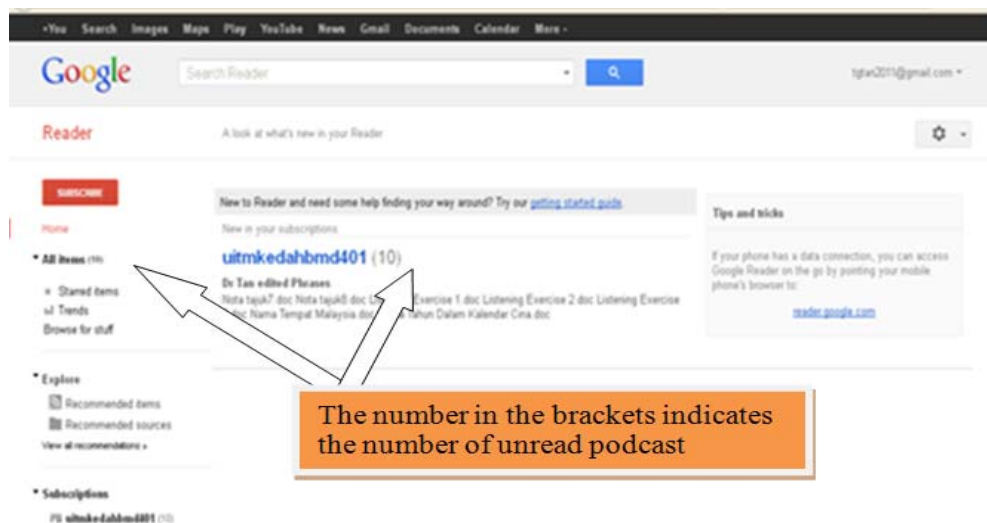 +You Search Images Maps Play YouTube News Gmail Documents Calendar More -
Google
Search Reader
tgtan2011@gmail.com
Reader
A look at what's new in your Reader
SUBSCRIBE
New to Reader and need some help finding your way around? Try our getting started guide.
Home
New in your subscriptions
All items (10)
uitmkedahbmd401 (10)
Dr Tan edited Phrases
Nota tajuk7 doc Nota tajuk8 doc Exercise 1 doc Listening Exercise 2 doc Listening Exercise
doc Nama Tempat Malaysia doc Tahun Dalam Kalendar Cina doc
Tips and tricks
If your phone has a data connection, you can access
Google Reader on the go by pointing your mobile
phone's browser to:
reader.google.com
Starred items
Trends
Browse for stuff
Explore
Recommended items
Recommended sources
View all recommendations »
The number in the brackets indicates
the number of unread podcast
Subscriptions
uitmkedahbmd401 (10)